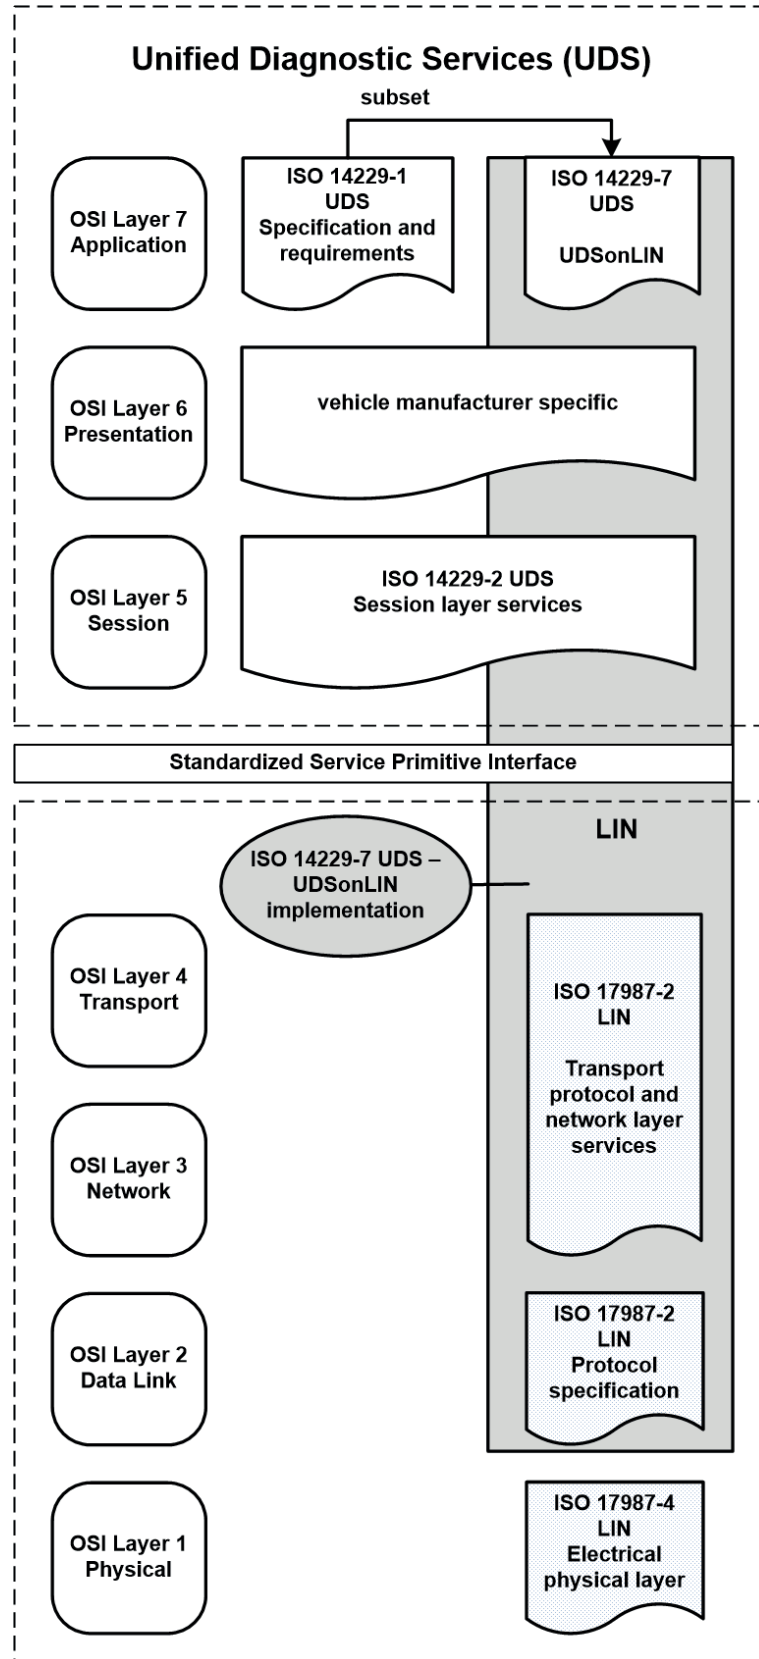 Unified Diagnostic Services (UDS)
subset
OSI Layer 7
Application
ISO 14229-1
UDS
Specification and
requirements
ISO 14229-7
UDS
UDSonLIN
OSI Layer 6
Presentation
vehicle manufacturer specific
OSI Layer 5
Session
ISO 14229-2 UDS
Session layer services
Standardized Service Primitive Interface
ISO 14229-7 UDS –
UDSonLIN
implementation
LIN
OSI Layer 4
Transport
ISO 17987-2
LIN
Transport
protocol and
network layer
services
OSI Layer 3
Network
OSI Layer 2
Data Link
ISO 17987-2
LIN
Protocol
specification
OSI Layer 1
Physical
ISO 17987-4
LIN
Electrical
physical layer